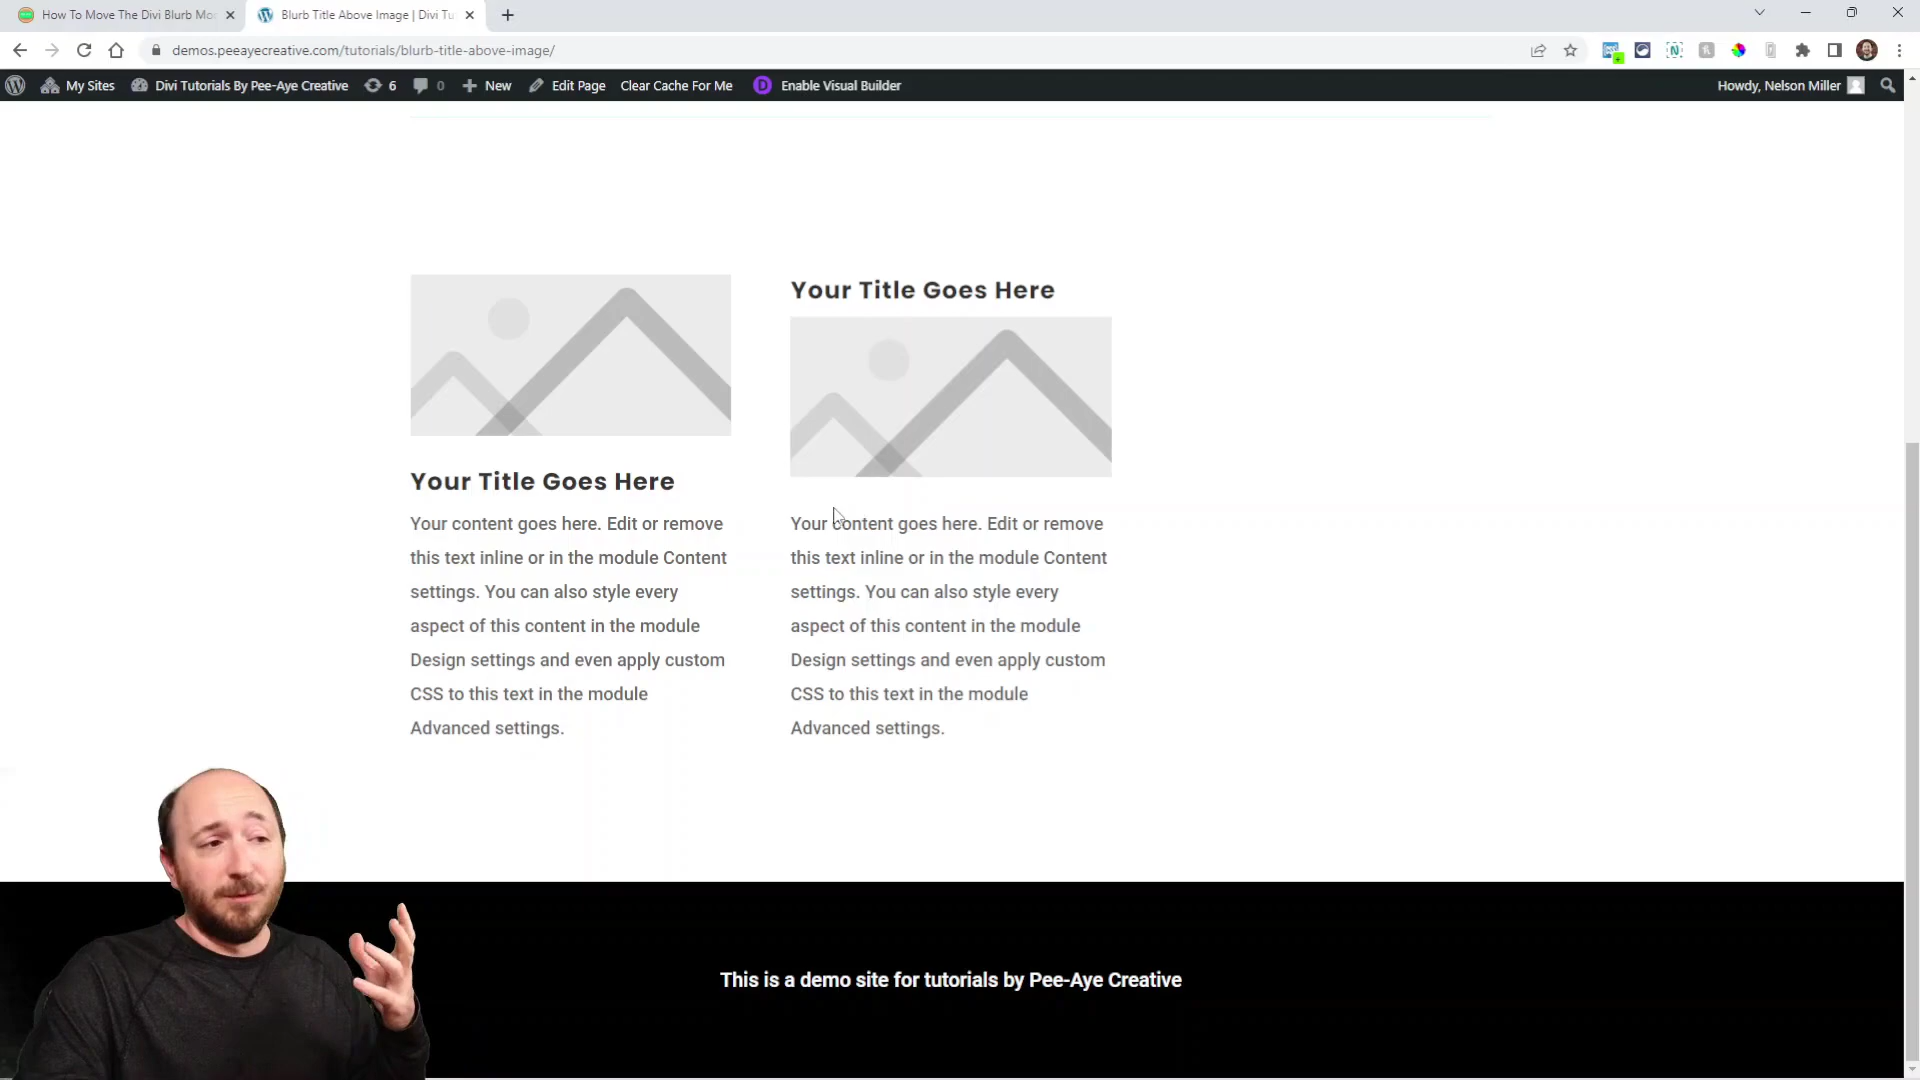 How To Move The Divi Blurb Mo
Blurb Title Above Image | Divi Tu
demos.peeayecreative.com/tutorials/blurb-title-above-image/
My Sites
Divi Tutorials By Pee-Aye Creative
6
0
New
Edit Page
Clear Cache For Me
D
Enable Visual Builder
Howdy, Nelson Miller
Your Title Goes Here
Your content goes here. Edit or remove
this text inline or in the module Content
settings. You can also style every
aspect of this content in the module
Design settings and even apply custom
CSS to this text in the module
Advanced settings.
Your Title Goes Here
Your content goes here. Edit or remove
this text inline or in the module Content
settings. You can also style every
aspect of this content in the module
Design settings and even apply custom
CSS to this text in the module
Advanced settings.
This is a demo site for tutorials by Pee-Aye Creative